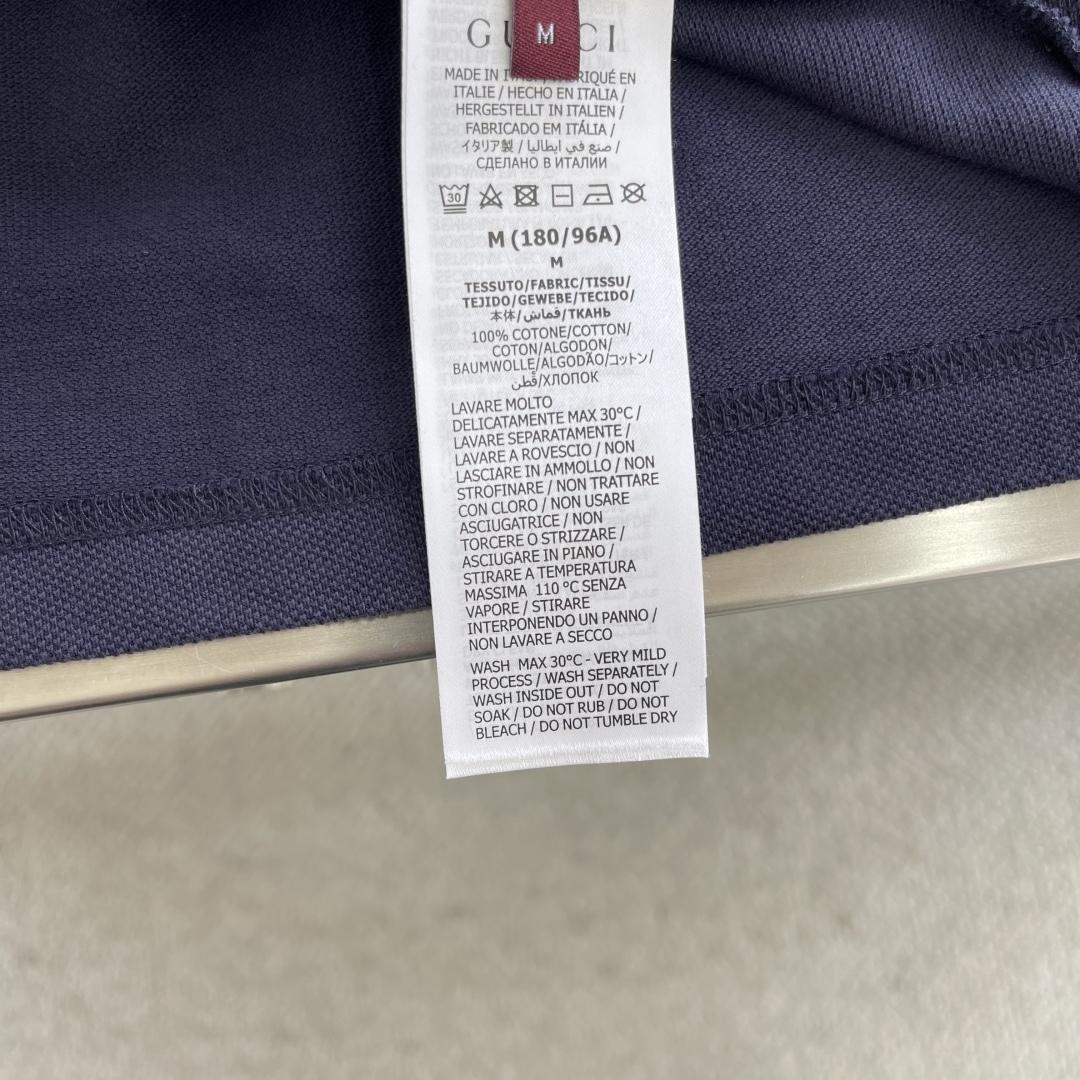 M
MADE IN
EN
ITALIE / HECHO EN ITALIA /
HERGESTELLT IN ITALIEN /
FABRICADO EM ITÁLIA /
イタリア製 / صنع في ايطاليا /
СДЕЛАНО В ИТАЛИИ
30
M (180/96A)
M
TESSUTO/FABRIC/TISSU/
TEJIDO/GEWEBE/TECIDO/
本体/قماش/ТКАНЬ
100% COTONE/COTTON/
COTON/ALGODON/
BAUMWOLLE/ALGODÃO/コットン/
قطن/ХЛОПОК
LAVARE MOLTO
DELICATAMENTE MAX 30°C /
LAVARE SEPARATAMENTE /
LAVARE A ROVESCIO / NON
LASCIARE IN AMMOLLO / NON
STROFINARE / NON TRATTARE
CON CLORO / NON USARE
ASCIUGATRICE / NON
TORCERE O STRIZZARE /
ASCIUGARE IN PIANO /
STIRARE A TEMPERATURA
MASSIMA 110 °C SENZA
VAPORE / STIRARE
INTERPONENDO UN PANNO /
NON LAVARE A SECCO
WASH MAX 30°C - VERY MILD
PROCESS / WASH SEPARATELY /
WASH INSIDE OUT / DO NOT
SOAK / DO NOT RUB / DO NOT
BLEACH / DO NOT TUMBLE DRY